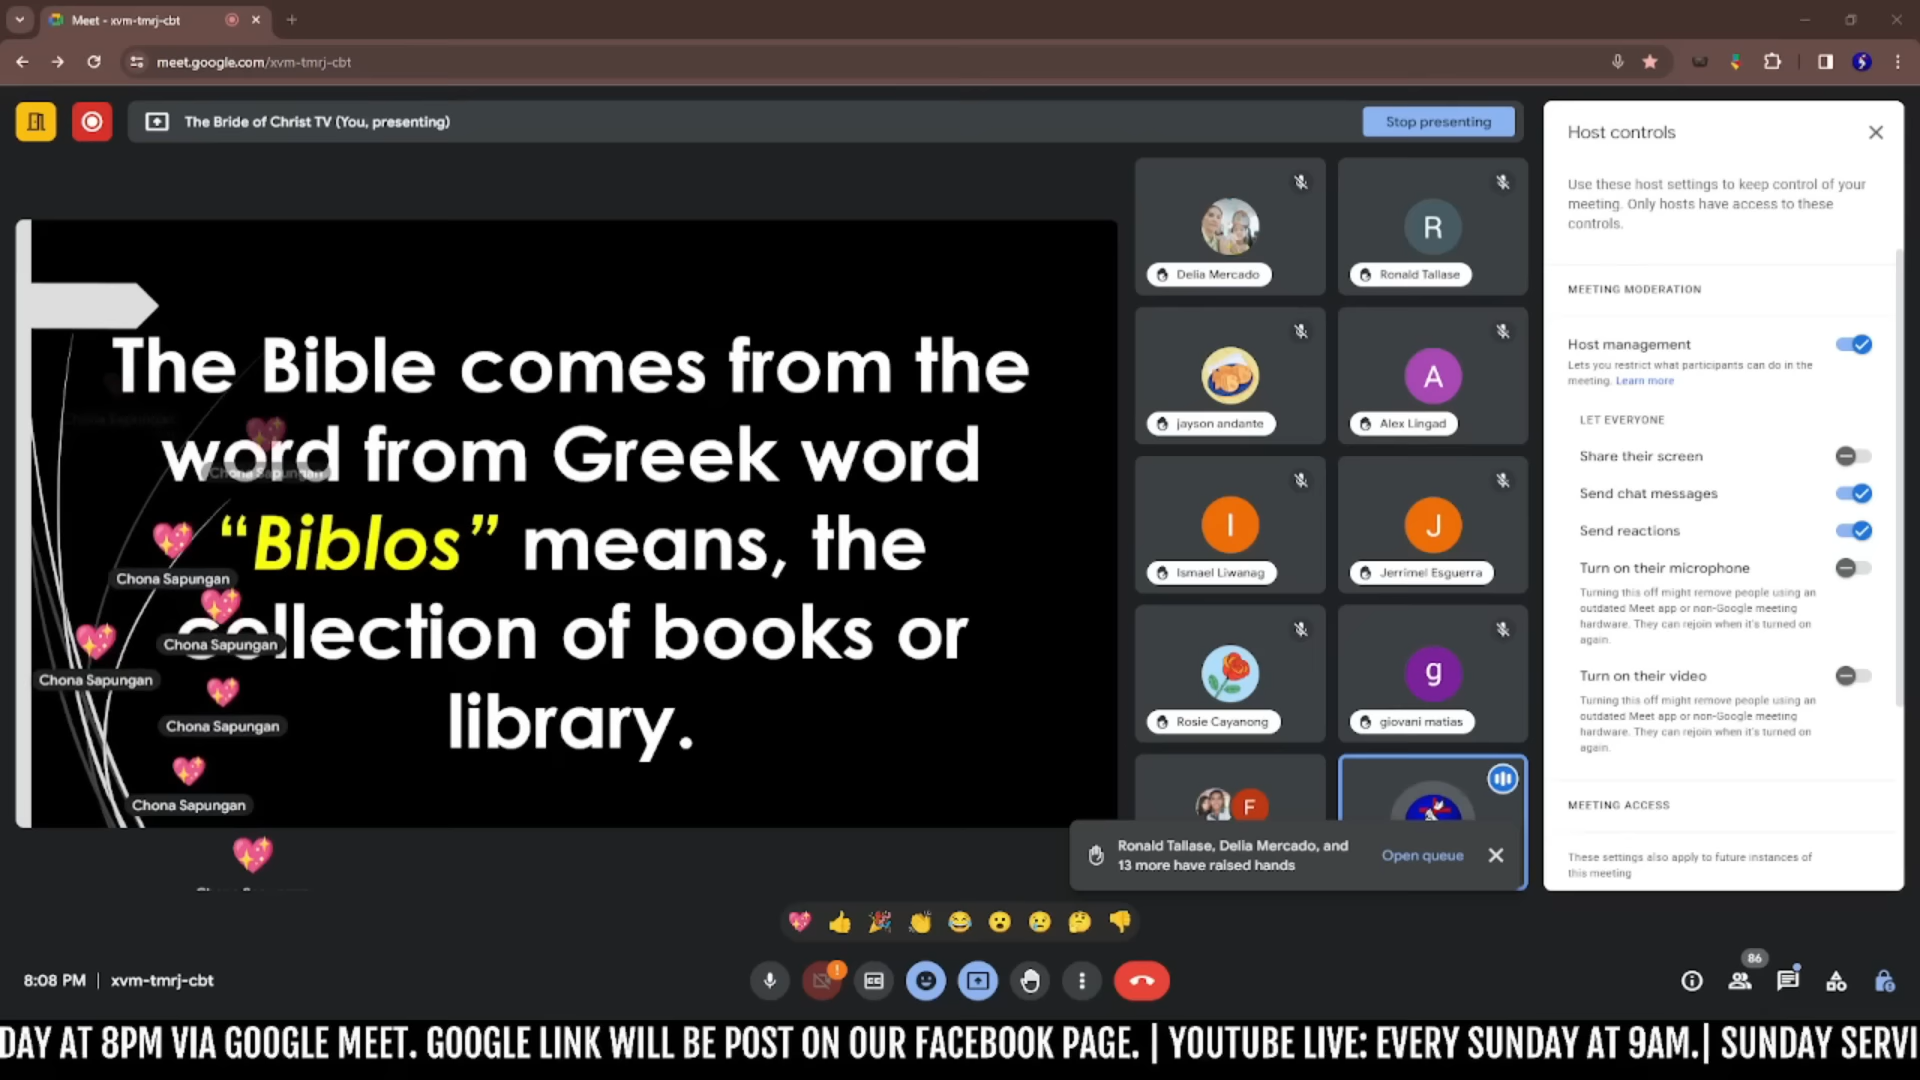 Meet - xvm-tmrj-cbt
meet.google.com/xvm-tmrj-cbt
The Bride of Christ TV (You, presenting)
Stop presenting
The Bible comes from the
word from Greek word
“Biblos” means, the
collection of books or
library.
Chona Sapungan
Chona Sapungan
Chona Sapungan
Chona Sapungan
Chona Sapungan
Chona Sapungan
Delia Mercado
R
Ronald Tallase
jayson andante
A
Alex Lingad
I
Ismael Liwanag
J
Jerrimel Esguerra
Rosie Cayanong
g
giovani matias
F
Ronald Tallase, Delia Mercado, and
13 more have raised hands
Open queue
Host controls
Use these host settings to keep control of your
meeting. Only hosts have access to these
controls.
MEETING MODERATION
Host management
Lets you restrict what participants can do in the
meeting. Learn more
LET EVERYONE
Share their screen
Send chat messages
Send reactions
Turn on their microphone
Turning this off might remove people using an
outdated Meet app or non-Google meeting
hardware. They can rejoin when it's turned on
again.
Turn on their video
Turning this off might remove people using an
outdated Meet app or non-Google meeting
hardware. They can rejoin when it's turned on
again.
MEETING ACCESS
These settings also apply to future instances of
this meeting
8:08 PM | xvm-tmrj-cbt
86
DAY AT 8PM VIA GOOGLE MEET. GOOGLE LINK WILL BE POST ON OUR FACEBOOK PAGE. | YOUTUBE LIVE: EVERY SUNDAY AT 9AM.| SUNDAY SERVI